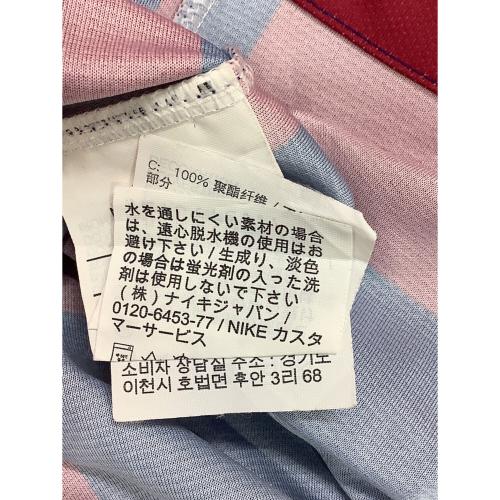 C: 100% 聚酯纤维 /
部分
水を通しにくい素材の場合
は、遠心脱水機の使用はお
避け下さい / 生成り、淡色
の場合は蛍光剤の入った洗
剤は使用しないで下さい
(株) ナイキジャパン /
0120-6453-77 / NIKE カスタ
マーサービス
소비자 상담실 주소 : 경기도
이천시 호법면 후안 3리 68